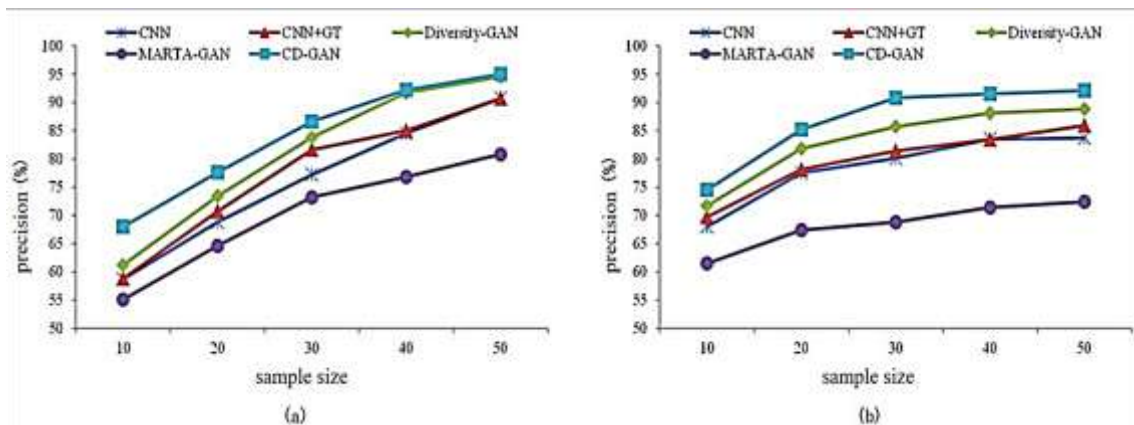 CNN CNN+GT Diversity-GAN
MARTA-GAN CD-GAN
100
95
90
85
80
75
70
65
60
55
50
precision (%)
10 20 30 40 50
sample size
(a)
CNN CNN+GT Diversity-GAN
MARTA-GAN CD-GAN
100
95
90
85
80
75
70
65
60
55
50
precision (%)
10 20 30 40 50
sample size
(b)